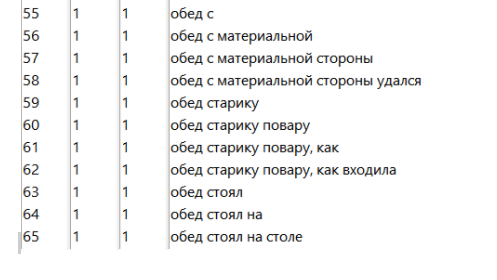 55 1 1 обед с
56 1 1 обед с материальной
57 1 1 обед с материальной стороны
58 1 1 обед с материальной стороны удался
59 1 1 обед старику
60 1 1 обед старику повару
61 1 1 обед старику повару, как
62 1 1 обед старику повару, как входила
63 1 1 обед стоял
64 1 1 обед стоял на
65 1 1 обед стоял на столе